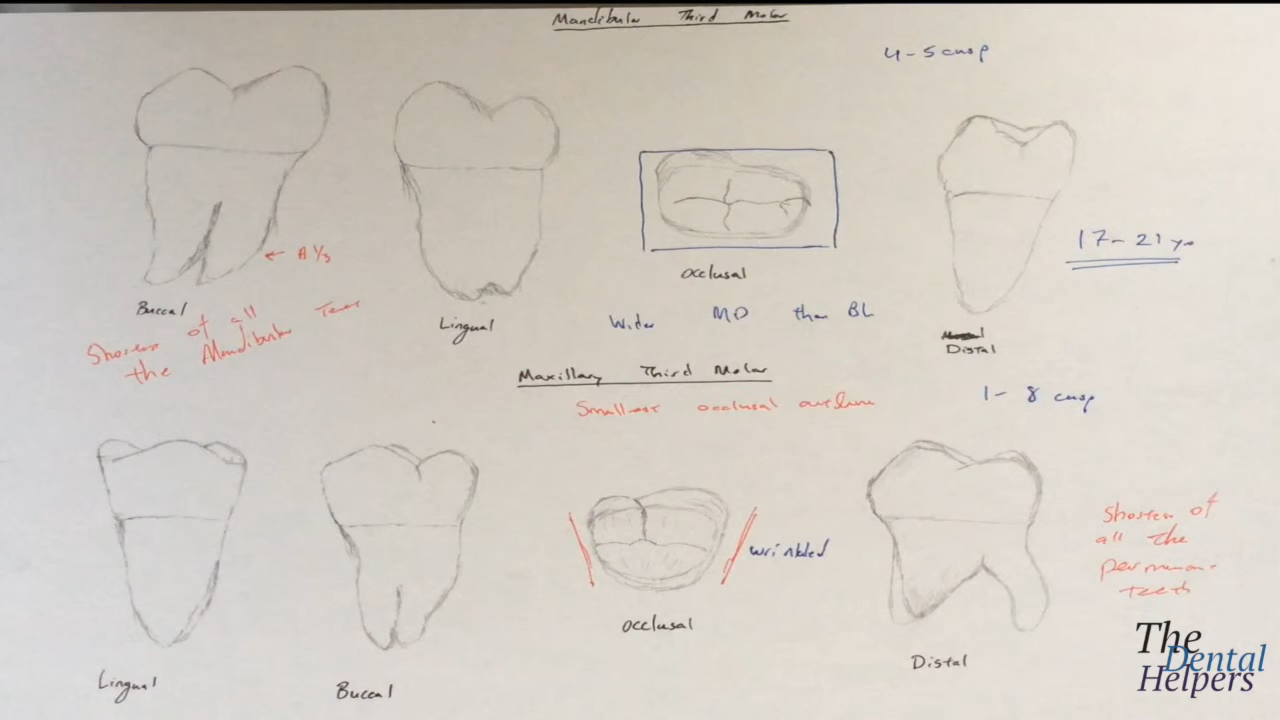 Mandibular Third Molar
4-5 cusp
← A 1/3
17-21 yo
Buccal
Lingual
Occlusal
Distal
Shortest of all
the Mandibular Teeth
Wider MD than BL
Maxillary Third Molar
Smallest occlusal outline
1-8 cusp
wrinkled
Shortest of
all the
permanent
teeth
Lingual
Buccal
Occlusal
Distal
The
Dental
Helpers